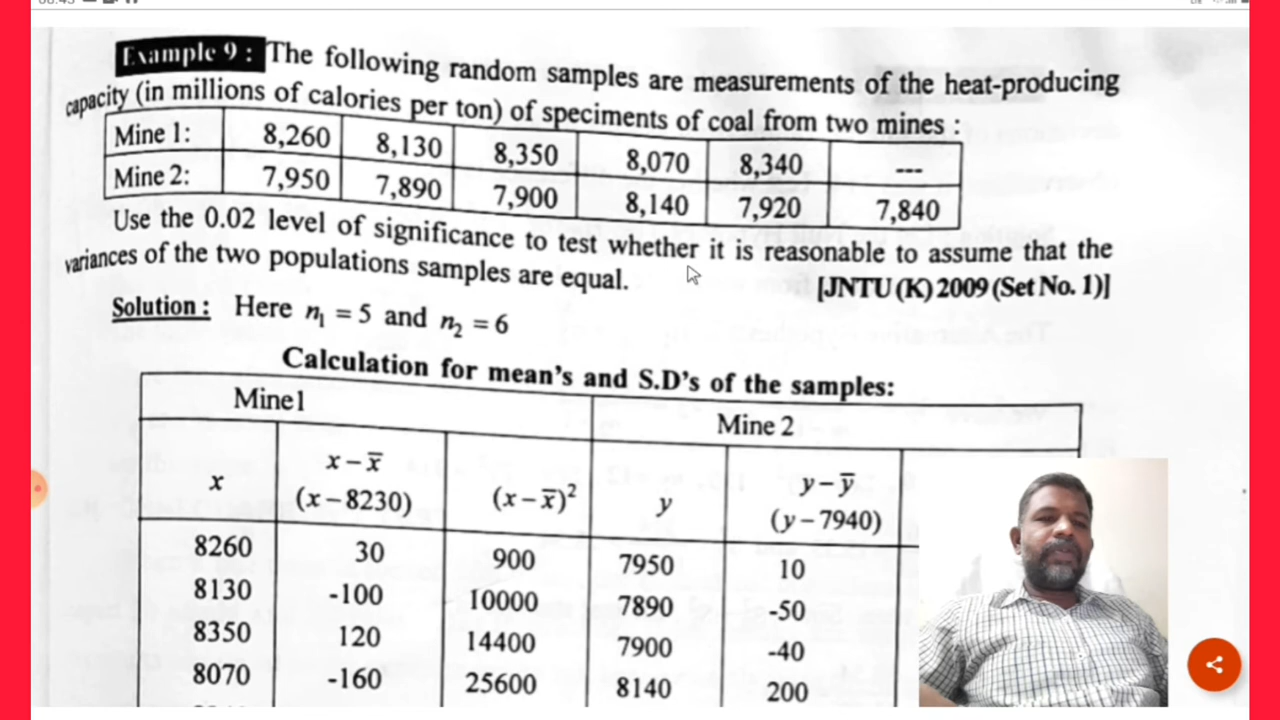 Example 9 : The following random samples are measurements of the heat-producing
capacity (in millions of calories per ton) of speciments of coal from two mines :
Mine 1: 8,260 8,130 8,350 8,070 8,340 ---
Mine 2: 7,950 7,890 7,900 8,140 7,920 7,840
Use the 0.02 level of significance to test whether it is reasonable to assume that the
variances of the two populations samples are equal. [JNTU (K) 2009 (Set No. 1)]
Solution : Here n₁ = 5 and n₂ = 6
Calculation for mean's and S.D's of the samples:
Mine1 Mine 2
x x – x̅ (x – 8230) (x – x̅)² y y – y̅ (y – 7940)
8260 30 900 7950 10
8130 -100 10000 7890 -50
8350 120 14400 7900 -40
8070 -160 25600 8140 200